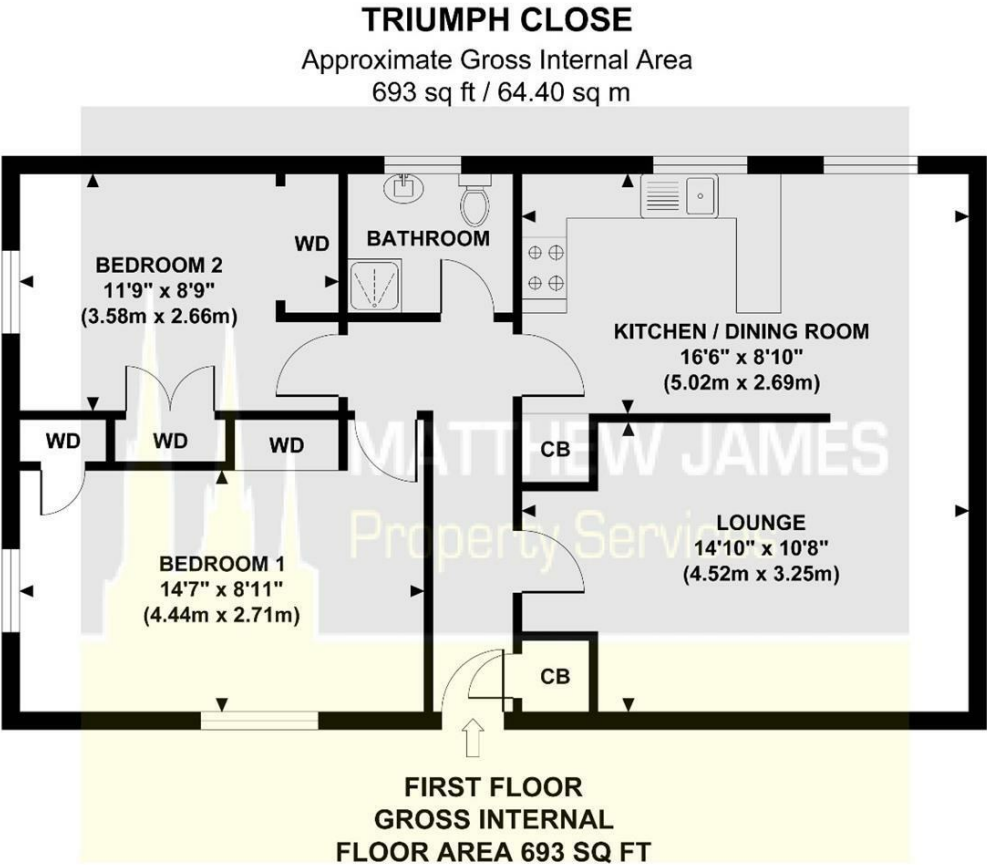 TRIUMPH CLOSE
Approximate Gross Internal Area
693 sq ft / 64.40 sq m
WD
BATHROOM
BEDROOM 2
11'9" x 8'9"
(3.58m x 2.66m)
KITCHEN / DINING ROOM
16'6" x 8'10"
(5.02m x 2.69m)
WD
WD
WD
CB
MATTHEW JAMES
Property Services
LOUNGE
14'10" x 10'8"
(4.52m x 3.25m)
BEDROOM 1
14'7" x 8'11"
(4.44m x 2.71m)
CB
FIRST FLOOR
GROSS INTERNAL
FLOOR AREA 693 SQ FT